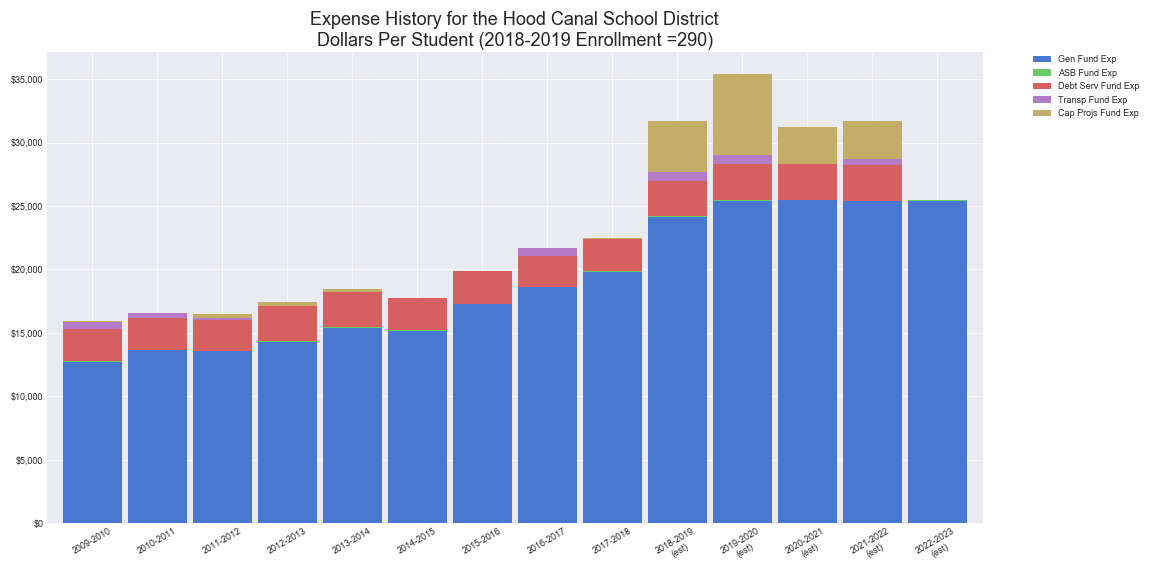 Expense History for the Hood Canal School District
Dollars Per Student (2018-2019 Enrollment =290)
Gen Fund Exp
ASB Fund Exp
Debt Serv Fund Exp
Transp Fund Exp
Cap Projs Fund Exp
$35,000
$30,000
$25,000
$20,000
$15,000
$10,000
$5,000
$0
2009-2010
2010-2011
2011-2012
2012-2013
2013-2014
2014-2015
2015-2016
2016-2017
2017-2018
2018-2019
(est)
2019-2020
(est)
2020-2021
(est)
2021-2022
(est)
2022-2023
(est)